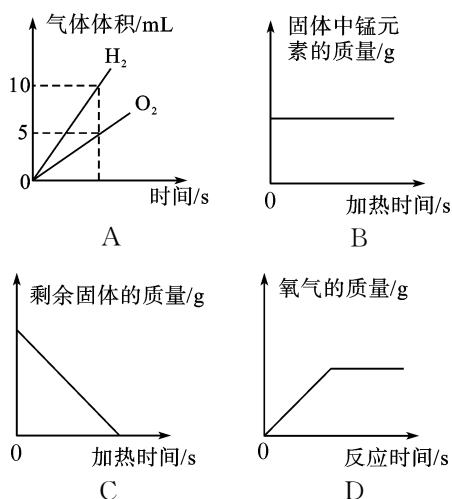 气体体积/mL
H₂
10
O₂
5
0
时间/s
A
固体中锰元
素的质量/g
0
加热时间/s
B
剩余固体的质量/g
0
加热时间/s
C
氧气的质量/g
0
反应时间/s
D